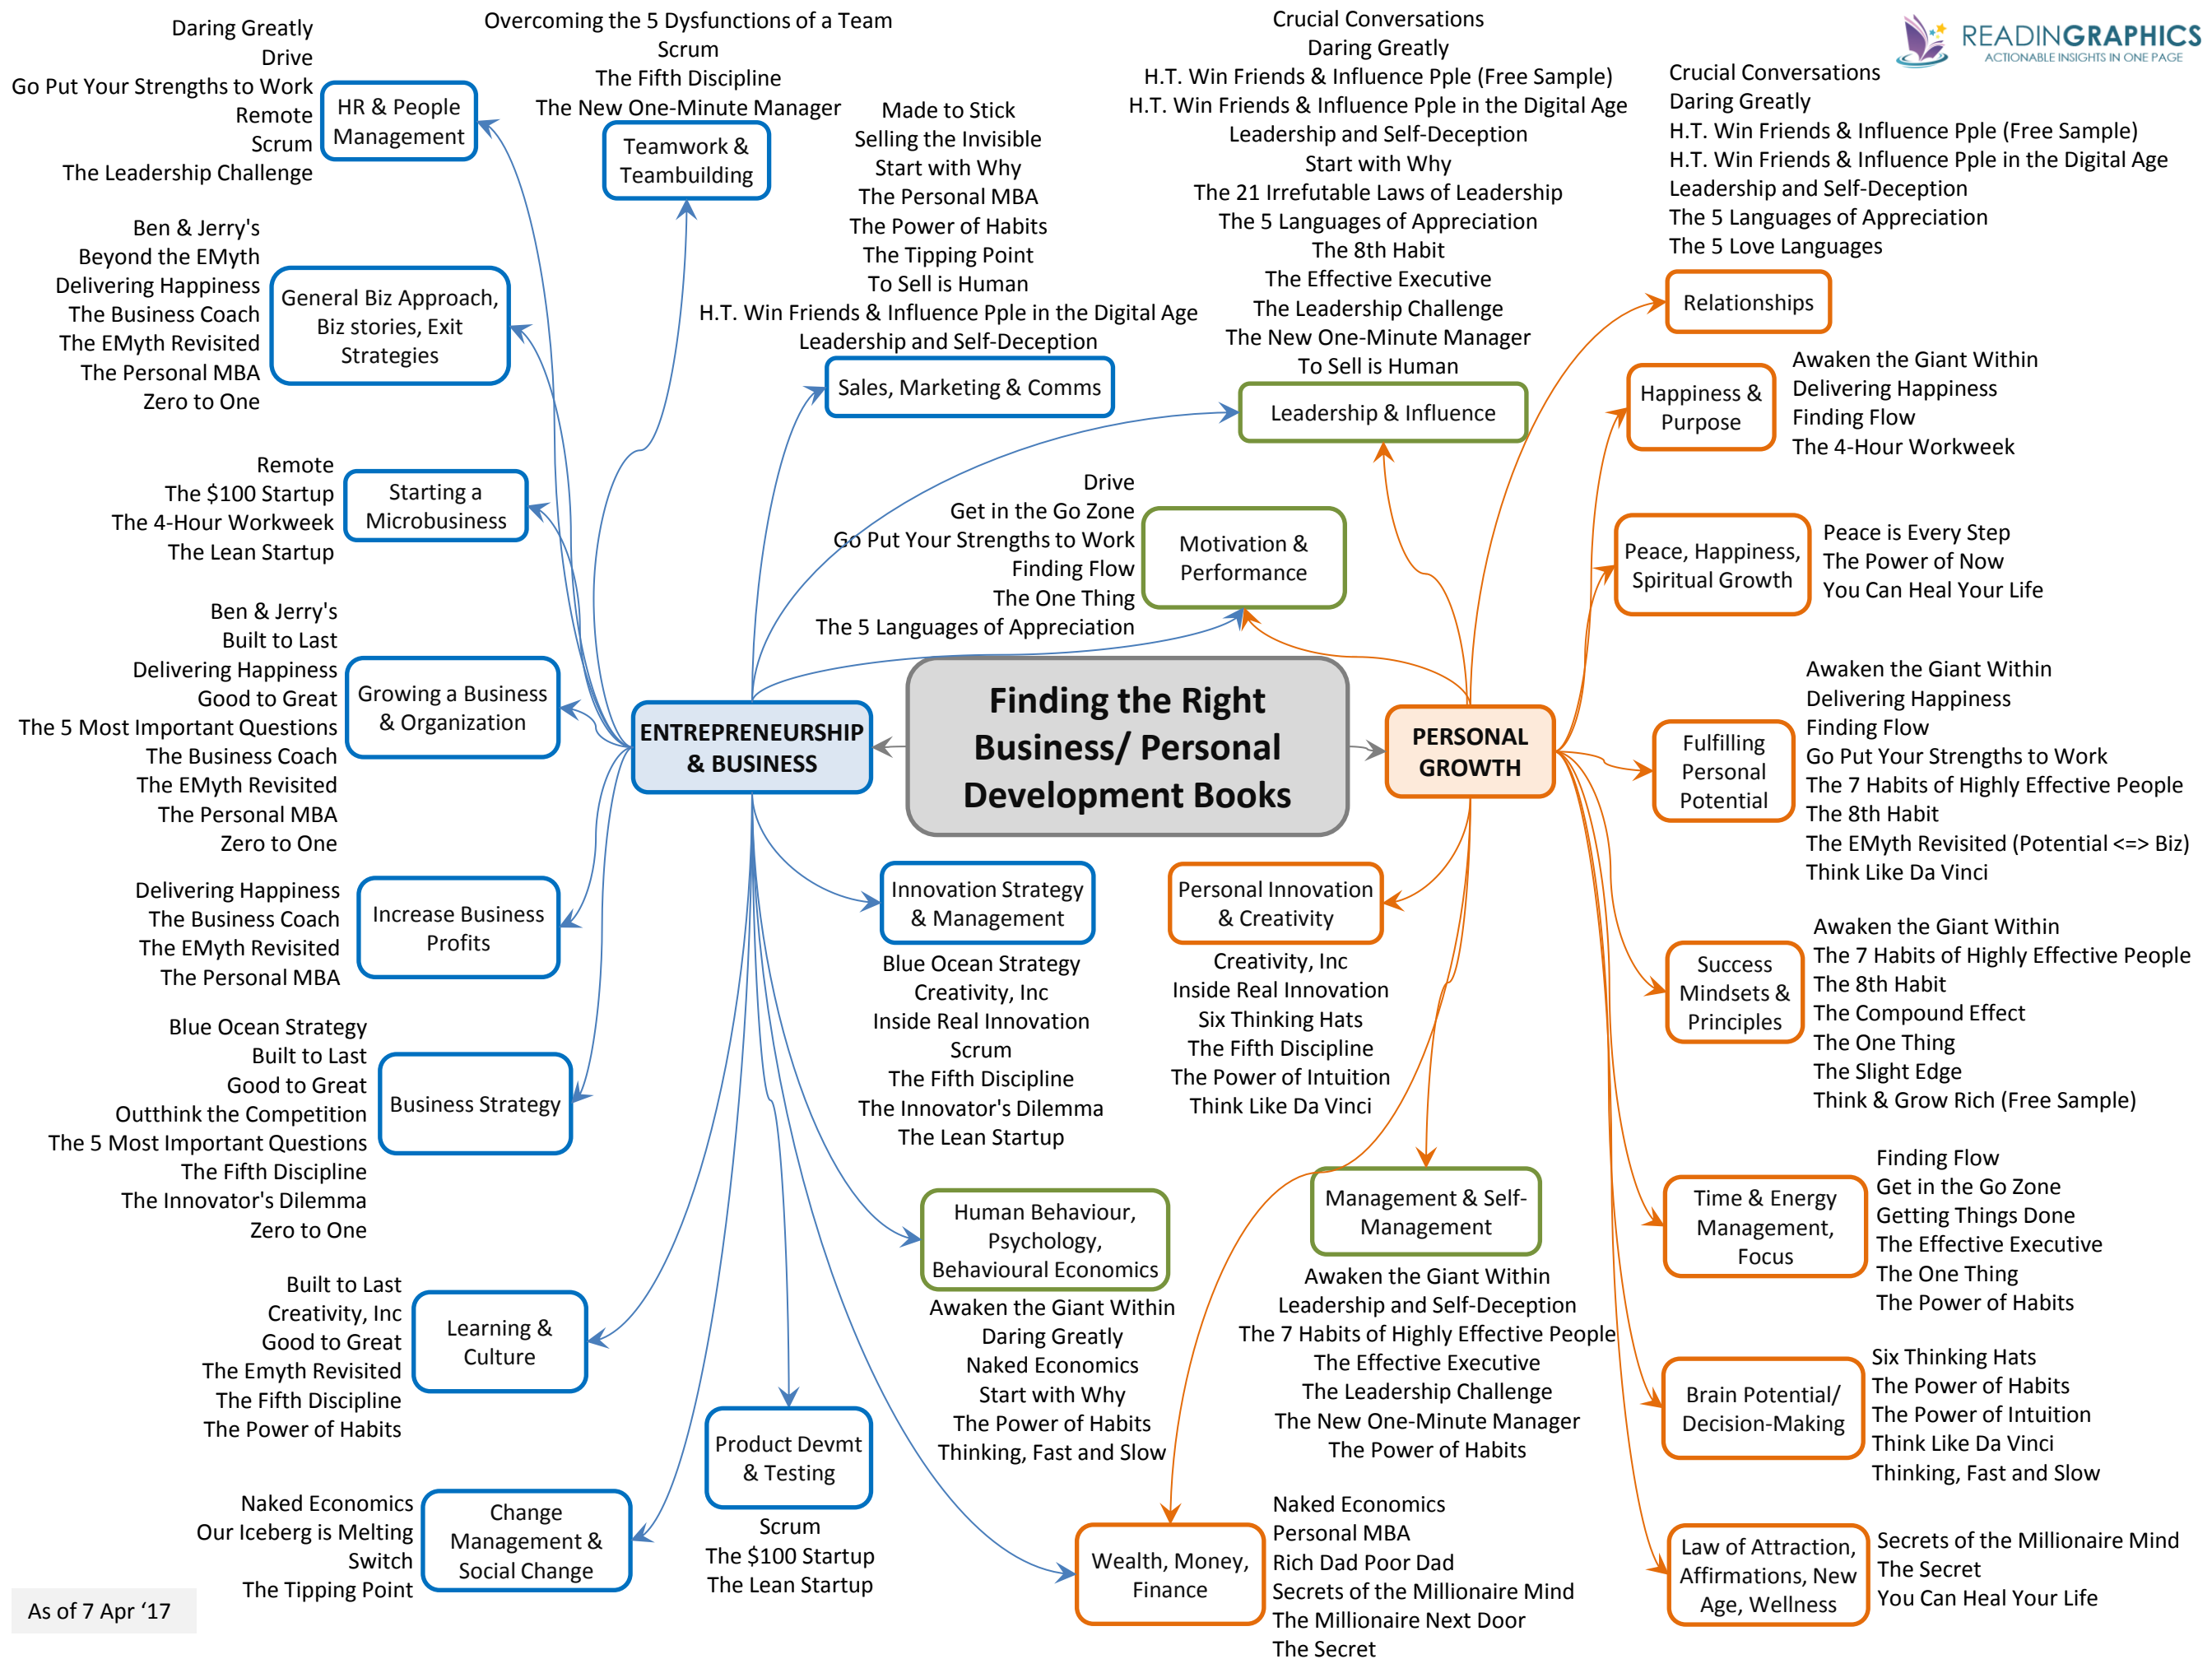 READINGRAPHICS
ACTIONABLE INSIGHTS IN ONE PAGE
Finding the Right
Business/ Personal
Development Books
ENTREPRENEURSHIP
& BUSINESS
Daring Greatly
Drive
Go Put Your Strengths to Work
Remote
Scrum
The Leadership Challenge
HR & People
Management
Overcoming the 5 Dysfunctions of a Team
Scrum
The Fifth Discipline
The New One-Minute Manager
Teamwork &
Teambuilding
Ben & Jerry's
Beyond the EMyth
Delivering Happiness
The Business Coach
The EMyth Revisited
The Personal MBA
Zero to One
General Biz Approach,
Biz stories, Exit
Strategies
Made to Stick
Selling the Invisible
Start with Why
The Personal MBA
The Power of Habits
The Tipping Point
To Sell is Human
H.T. Win Friends & Influence Pple in the Digital Age
Leadership and Self-Deception
Sales, Marketing & Comms
Crucial Conversations
Daring Greatly
H.T. Win Friends & Influence Pple (Free Sample)
H.T. Win Friends & Influence Pple in the Digital Age
Leadership and Self-Deception
Start with Why
The 21 Irrefutable Laws of Leadership
The 5 Languages of Appreciation
The 8th Habit
The Effective Executive
The Leadership Challenge
The New One-Minute Manager
To Sell is Human
Leadership & Influence
Remote
The $100 Startup
The 4-Hour Workweek
The Lean Startup
Starting a
Microbusiness
Drive
Get in the Go Zone
Go Put Your Strengths to Work
Finding Flow
The One Thing
The 5 Languages of Appreciation
Motivation &
Performance
Ben & Jerry's
Built to Last
Delivering Happiness
Good to Great
The 5 Most Important Questions
The Business Coach
The EMyth Revisited
The Personal MBA
Zero to One
Growing a Business
& Organization
Delivering Happiness
The Business Coach
The EMyth Revisited
The Personal MBA
Increase Business
Profits
Blue Ocean Strategy
Built to Last
Good to Great
Outthink the Competition
The 5 Most Important Questions
The Fifth Discipline
The Innovator's Dilemma
Zero to One
Business Strategy
Built to Last
Creativity, Inc
Good to Great
The Emyth Revisited
The Fifth Discipline
The Power of Habits
Learning &
Culture
Naked Economics
Our Iceberg is Melting
Switch
The Tipping Point
Change
Management &
Social Change
Product Devmt
& Testing
Scrum
The $100 Startup
The Lean Startup
Innovation Strategy
& Management
Blue Ocean Strategy
Creativity, Inc
Inside Real Innovation
Scrum
The Fifth Discipline
The Innovator's Dilemma
The Lean Startup
Human Behaviour,
Psychology,
Behavioural Economics
Awaken the Giant Within
Daring Greatly
Naked Economics
Start with Why
The Power of Habits
Thinking, Fast and Slow
PERSONAL
GROWTH
Crucial Conversations
Daring Greatly
H.T. Win Friends & Influence Pple (Free Sample)
H.T. Win Friends & Influence Pple in the Digital Age
Leadership and Self-Deception
The 5 Languages of Appreciation
The 5 Love Languages
Relationships
Happiness &
Purpose
Awaken the Giant Within
Delivering Happiness
Finding Flow
The 4-Hour Workweek
Peace, Happiness,
Spiritual Growth
Peace is Every Step
The Power of Now
You Can Heal Your Life
Fulfilling
Personal
Potential
Awaken the Giant Within
Delivering Happiness
Finding Flow
Go Put Your Strengths to Work
The 7 Habits of Highly Effective People
The 8th Habit
The EMyth Revisited (Potential <=> Biz)
Think Like Da Vinci
Success
Mindsets &
Principles
Awaken the Giant Within
The 7 Habits of Highly Effective People
The 8th Habit
The Compound Effect
The One Thing
The Slight Edge
Think & Grow Rich (Free Sample)
Personal Innovation
& Creativity
Creativity, Inc
Inside Real Innovation
Six Thinking Hats
The Fifth Discipline
The Power of Intuition
Think Like Da Vinci
Management & Self-
Management
Awaken the Giant Within
Leadership and Self-Deception
The 7 Habits of Highly Effective People
The Effective Executive
The Leadership Challenge
The New One-Minute Manager
The Power of Habits
Time & Energy
Management,
Focus
Finding Flow
Get in the Go Zone
Getting Things Done
The Effective Executive
The One Thing
The Power of Habits
Brain Potential/
Decision-Making
Six Thinking Hats
The Power of Habits
The Power of Intuition
Think Like Da Vinci
Thinking, Fast and Slow
Wealth, Money,
Finance
Naked Economics
Personal MBA
Rich Dad Poor Dad
Secrets of the Millionaire Mind
The Millionaire Next Door
The Secret
Law of Attraction,
Affirmations, New
Age, Wellness
Secrets of the Millionaire Mind
The Secret
You Can Heal Your Life
As of 7 Apr ‘17